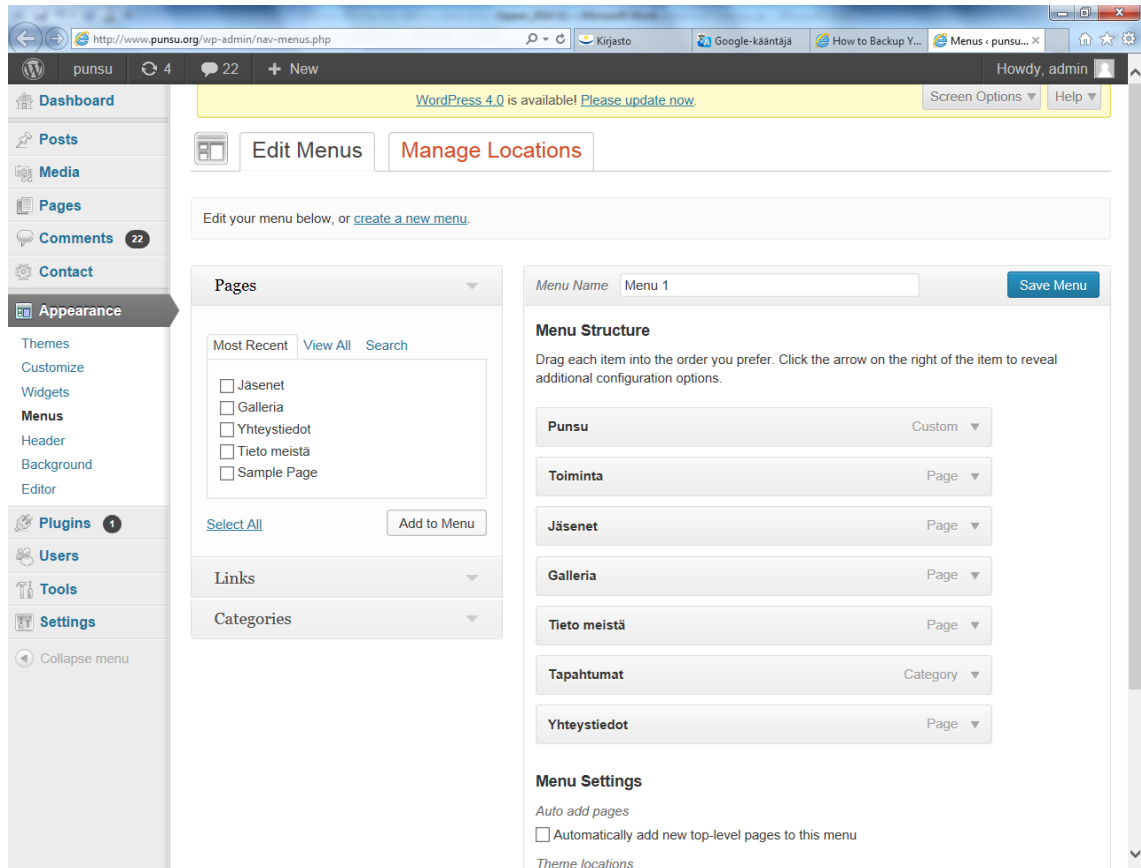 http://www.punsu.org/wp-admin/nav-menus.php
Kirjasto
Google-kääntäjä
How to Backup Y...
Menus ‹ punsu...
punsu
4
22
+ New
Howdy, admin
WordPress 4.0 is available! Please update now.
Screen Options
Help
Dashboard
Posts
Media
Pages
Comments 22
Contact
Appearance
Themes
Customize
Widgets
Menus
Header
Background
Editor
Plugins 1
Users
Tools
Settings
Collapse menu
Edit Menus
Manage Locations
Edit your menu below, or create a new menu.
Pages
Most Recent
View All
Search
Jäsenet
Galleria
Yhteystiedot
Tieto meistä
Sample Page
Select All
Add to Menu
Links
Categories
Menu Name
Menu 1
Save Menu
Menu Structure
Drag each item into the order you prefer. Click the arrow on the right of the item to reveal
additional configuration options.
Punsu Custom
Toiminta Page
Jäsenet Page
Galleria Page
Tieto meistä Page
Tapahtumat Category
Yhteystiedot Page
Menu Settings
Auto add pages
Automatically add new top-level pages to this menu
Theme locations